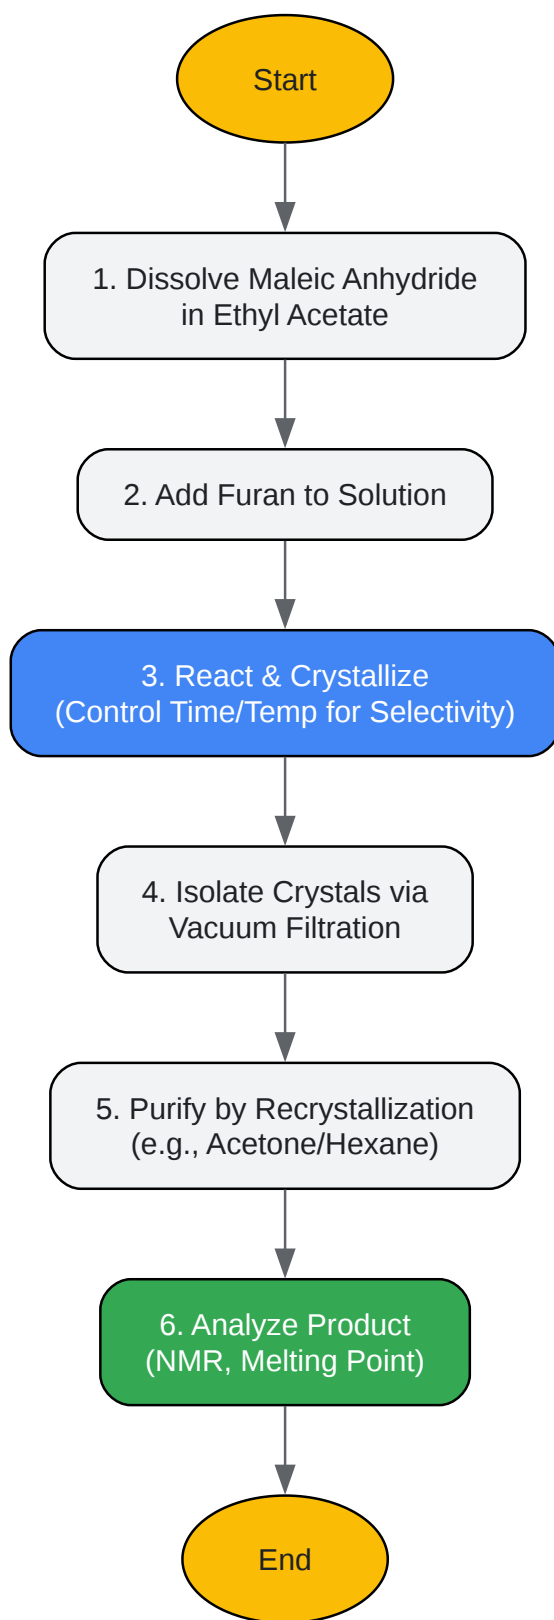 Start
1. Dissolve Maleic Anhydride
in Ethyl Acetate
2. Add Furan to Solution
3. React & Crystallize
(Control Time/Temp for Selectivity)
4. Isolate Crystals via
Vacuum Filtration
5. Purify by Recrystallization
(e.g., Acetone/Hexane)
6. Analyze Product
(NMR, Melting Point)
End